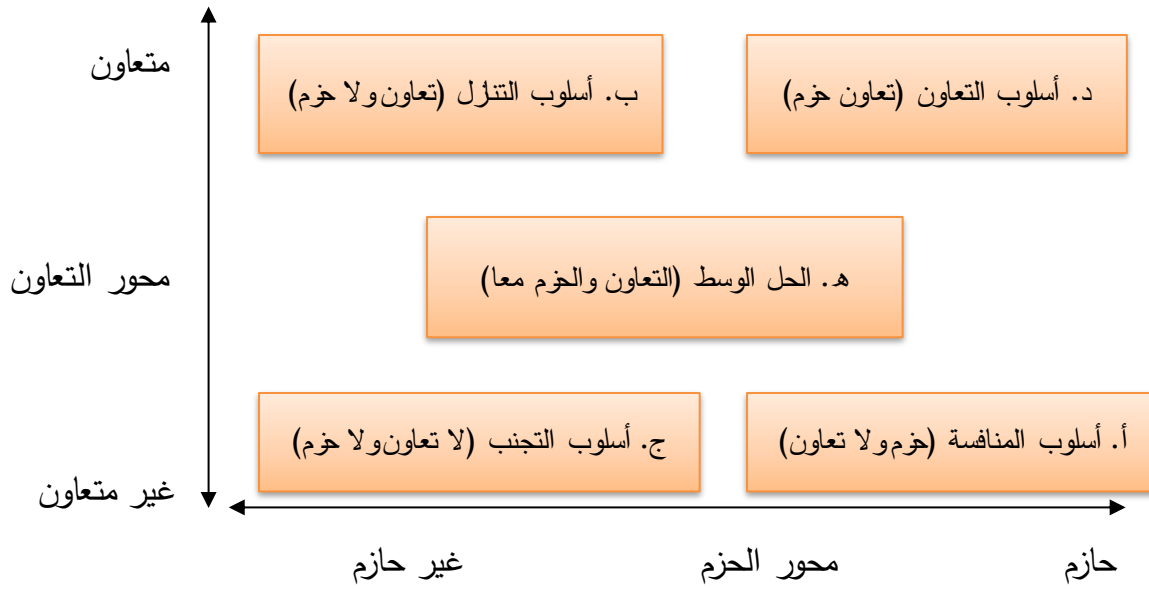 متعاون
د. أسلوب التعاون (تعاون حزم)
ب. أسلوب التنازل (تعاون ولا حزم)
محور التعاون
ه. الحل الوسط (التعاون والحزم معا)
أ. أسلوب المنافسة (حزم ولا تعاون)
ج. أسلوب التجنب (لا تعاون ولا حزم)
غير متعاون
حازم
محور الحزم
غير حازم